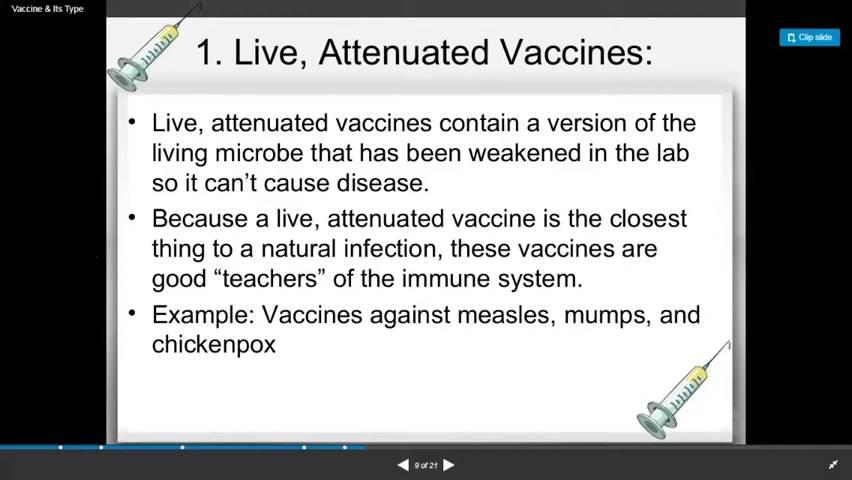 Vaccine & Its Type
Clip slide
1. Live, Attenuated Vaccines:
• Live, attenuated vaccines contain a version of the
living microbe that has been weakened in the lab
so it can’t cause disease.
• Because a live, attenuated vaccine is the closest
thing to a natural infection, these vaccines are
good “teachers” of the immune system.
• Example: Vaccines against measles, mumps, and
chickenpox
9 of 21